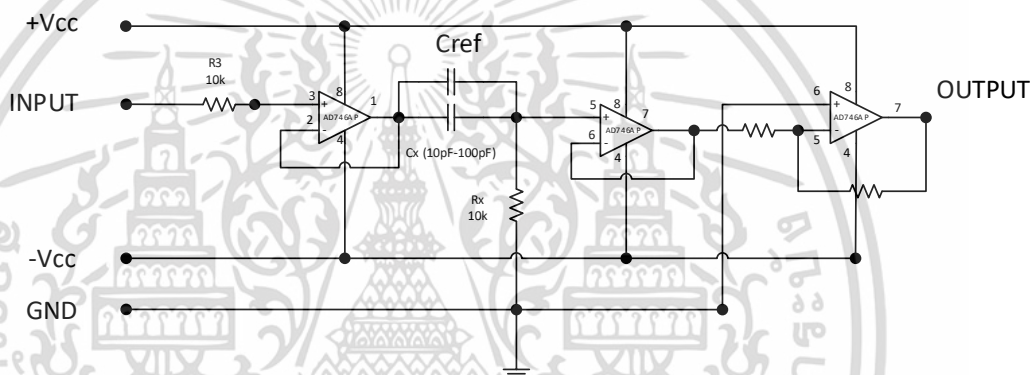 +Vcc
Cref
R3
10k
INPUT
3
+
8
1
AD746AP
2
-
4
Cx (10pF-100pF)
5
+
8
7
AD746AP
6
-
4
6
+
8
7
OUTPUT
AD746AP
-
5
4
Rx
10k
-Vcc
GND